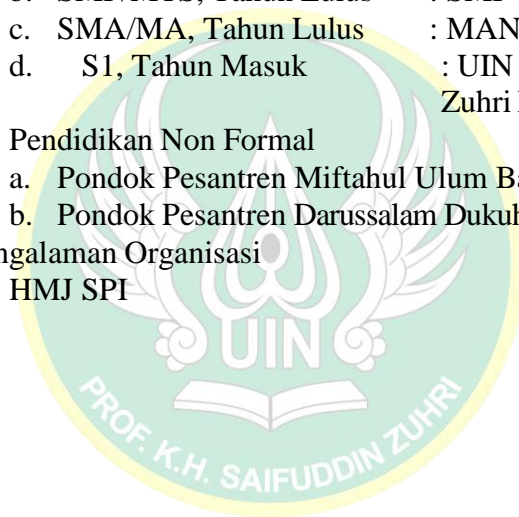 c. SMA/MA, Tahun Lulus : MAN
d. S1, Tahun Masuk : UIN
Zuhri
Pendidikan Non Formal
a. Pondok Pesantren Miftahul Ulum Ba
b. Pondok Pesantren Darussalam Dukuh
ngalaman Organisasi
HMJ SPI
UIN
PROF. K.H. SAIFUDDIN ZUHRI